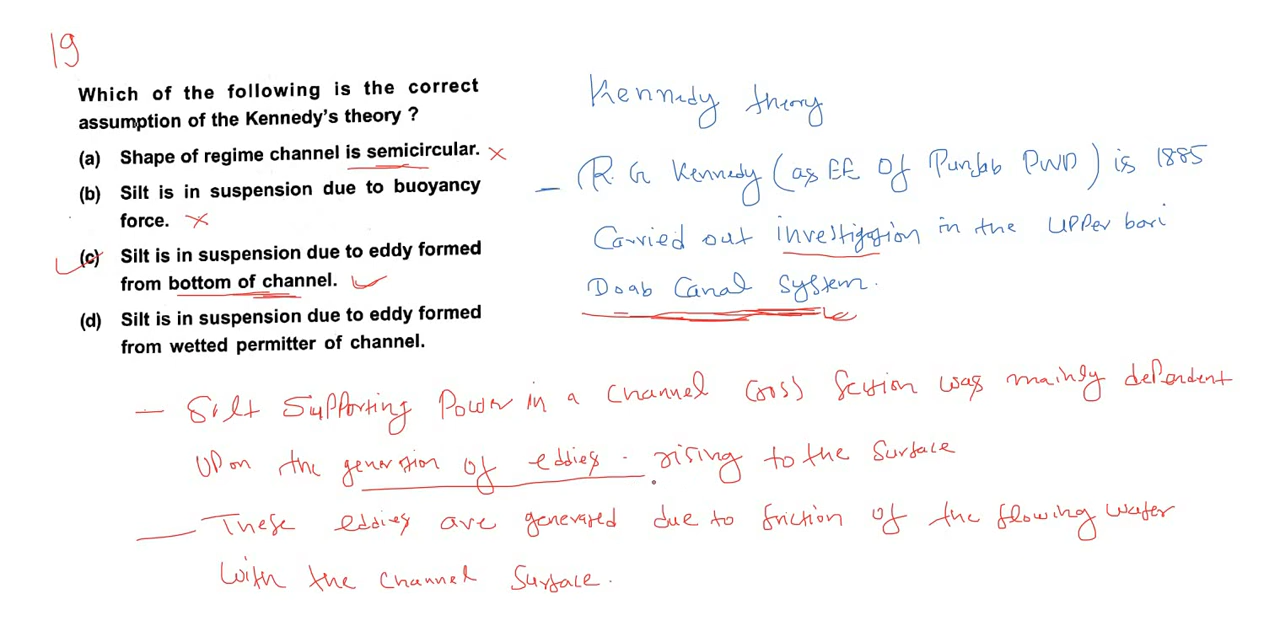 19
Which of the following is the correct
assumption of the Kennedy's theory ?
(a) Shape of regime channel is semicircular.
(b) Silt is in suspension due to buoyancy
force.
(c) Silt is in suspension due to eddy formed
from bottom of channel.
(d) Silt is in suspension due to eddy formed
from wetted permitter of channel.
Kennedy theory
- R. G Kennedy (as EE Of Punjab PWD) is 1885
Carried out investigation in the Upper bari
Doab Canal System.
- Silt Supporting Power in a channel Cross Section was mainly dependent
upon the generation of eddies. rising to the Surface
- These eddies are generated due to friction of the flowing water
with the channel Surface.